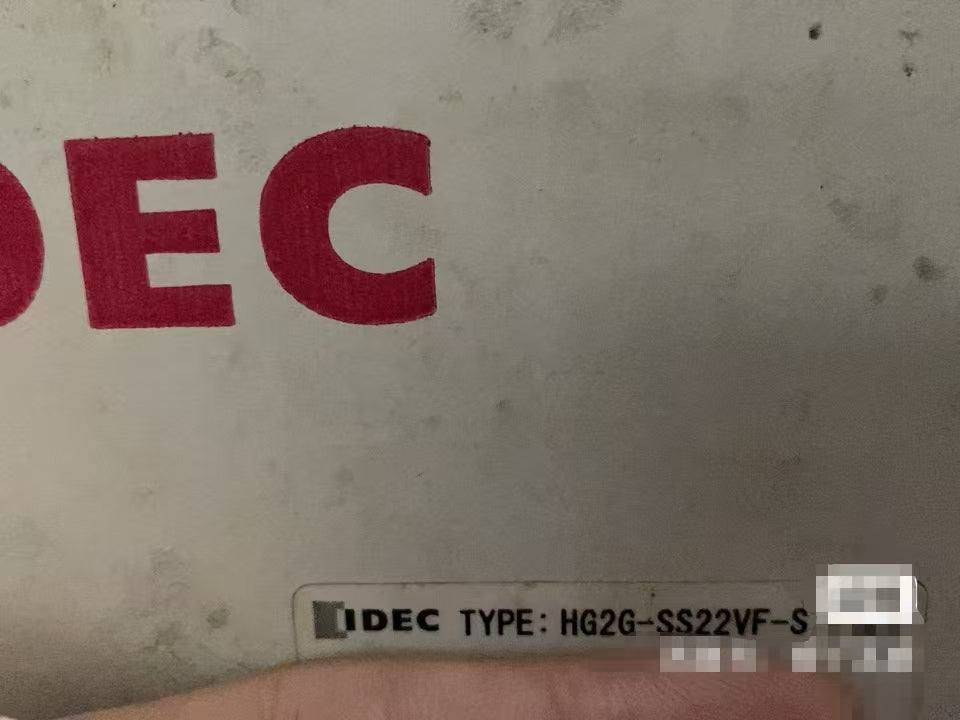 DEC
IDEC TYPE: HG2G-SS22VF-S